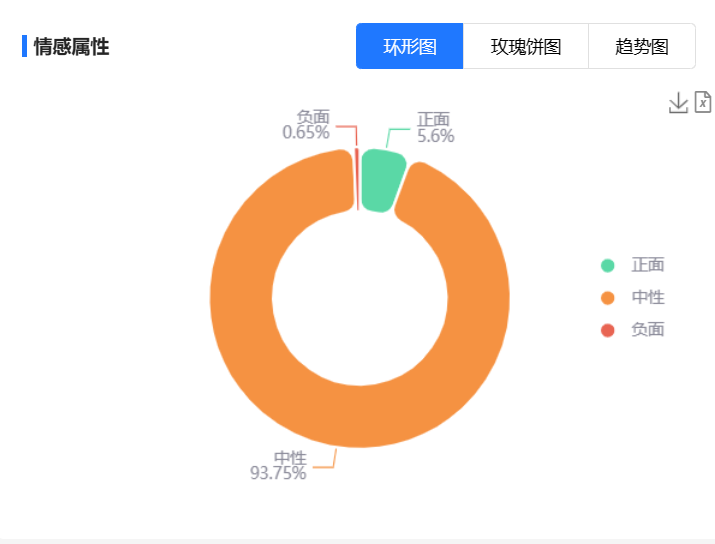 情感属性
环形图
玫瑰饼图
趋势图
负面
0.65%
正面
5.6%
正面
中性
负面
中性
93.75%